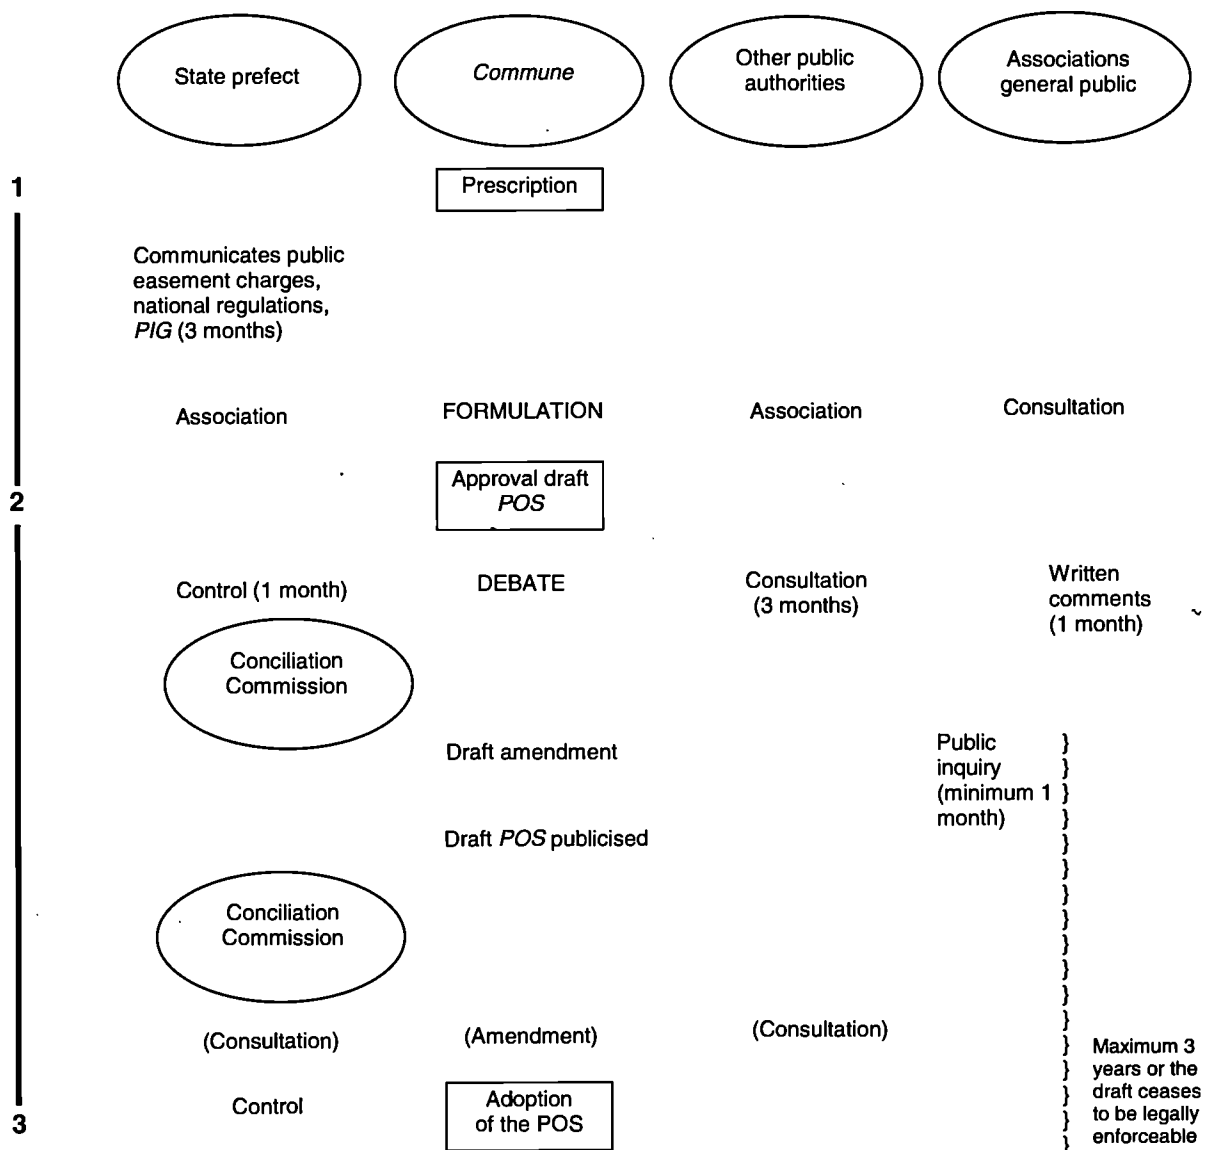 State prefect
Commune
Other public
authorities
Associations
general public
1
Prescription
Communicates public
easement charges,
national regulations,
PIG (3 months)
Association
FORMULATION
Association
Consultation
2
Approval draft
POS
Control (1 month)
DEBATE
Consultation
(3 months)
Written
comments
(1 month)
Conciliation
Commission
Draft amendment
Public
inquiry
(minimum 1
month)
Draft POS publicised
Conciliation
Commission
(Consultation)
(Amendment)
(Consultation)
Maximum 3
years or the
draft ceases
to be legally
enforceable
Control
Adoption
of the POS
3